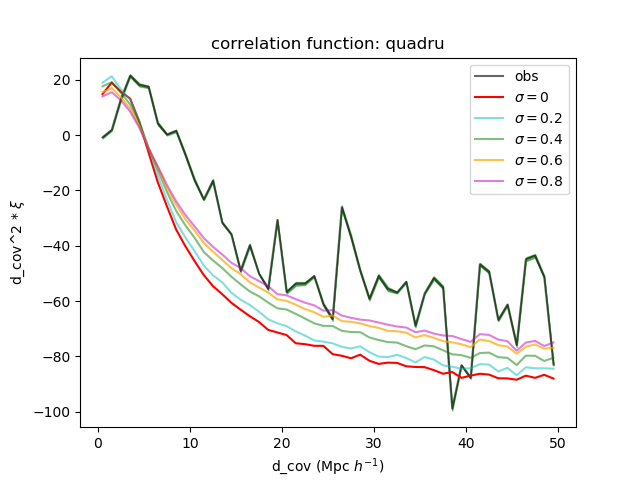 correlation function: quadru
d_cov^2 * ξ
20
0
−20
−40
−60
−80
−100
obs
σ = 0
σ = 0.2
σ = 0.4
σ = 0.6
σ = 0.8
0
10
20
30
40
50
d_cov (Mpc h⁻¹)